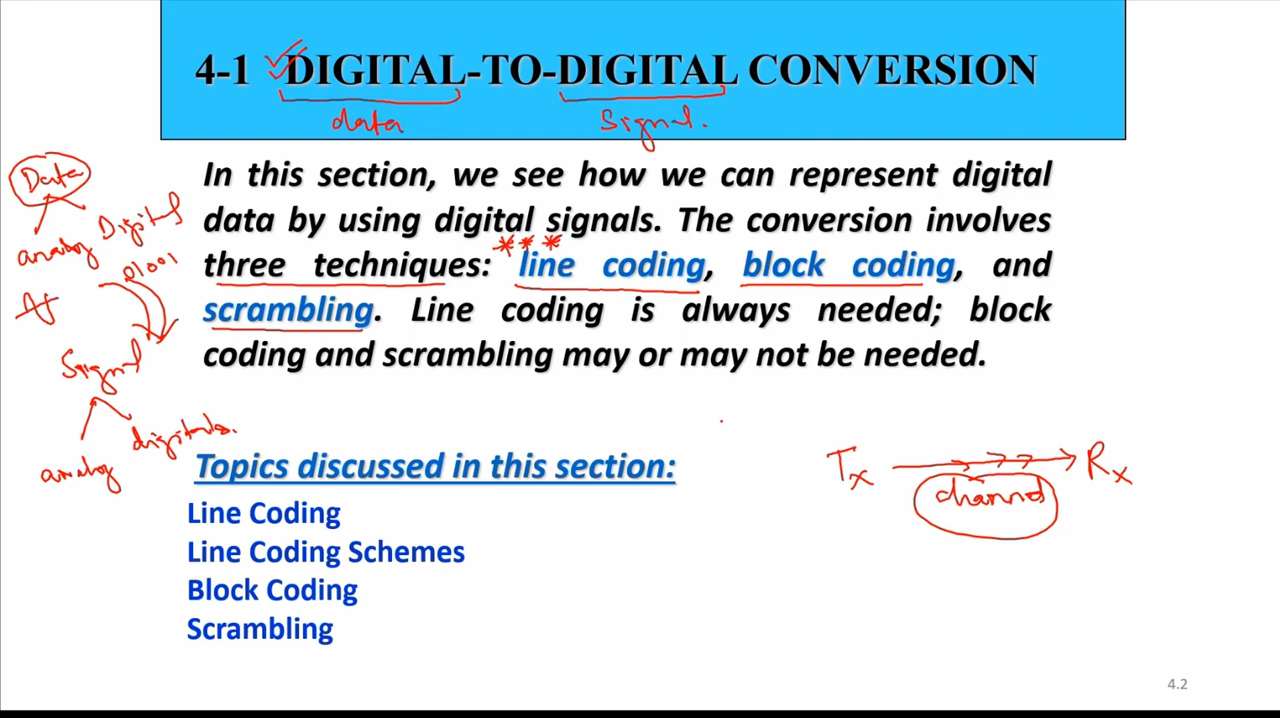 4-1 DIGITAL-TO-DIGITAL CONVERSION
data signal.
In this section, we see how we can represent digital
data by using digital signals. The conversion involves
three techniques: line coding, block coding, and
scrambling. Line coding is always needed; block
coding and scrambling may or may not be needed.
Data
analog Digital
01001
Signal
analog
Topics discussed in this section:
Line Coding
Line Coding Schemes
Block Coding
Scrambling
Tx Rx
channel
4.2